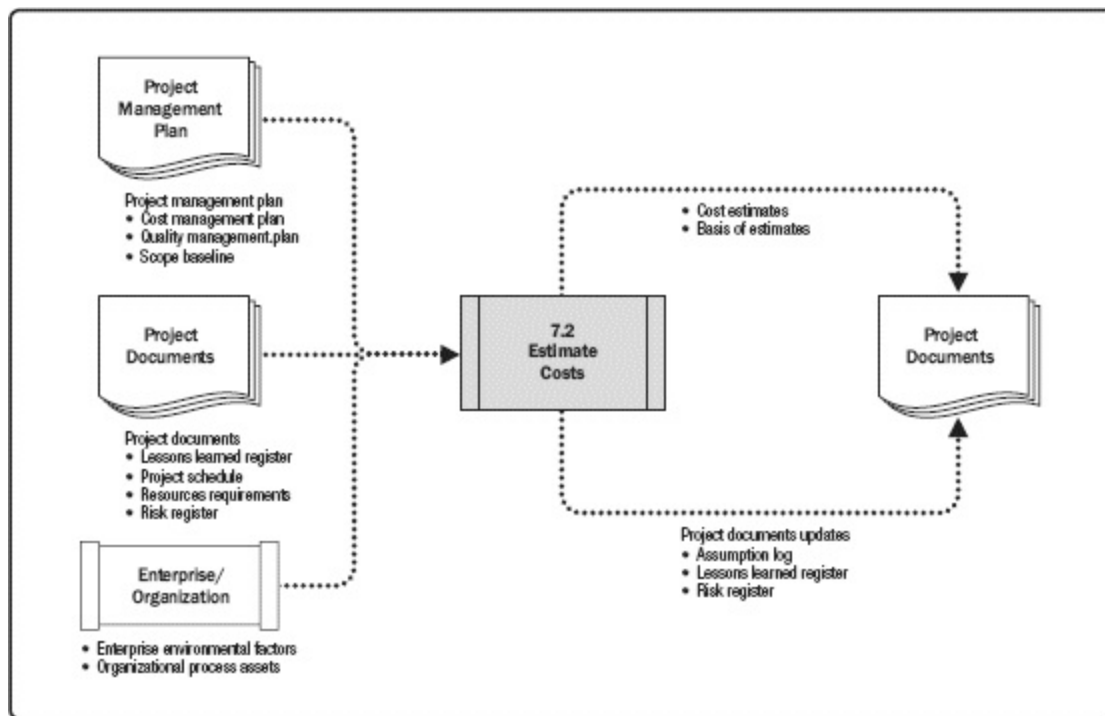 Project
Management
Plan
Project management plan
• Cost management plan
• Quality management.plan
• Scope baseline
Project
Documents
Project documents
• Lessons learned register
• Project schedule
• Resources requirements
• Risk register
Enterprise/
Organization
• Enterprise environmental factors
• Organizational process assets
7.2
Estimate
Costs
• Cost estimates
• Basis of estimates
Project
Documents
Project documents updates
• Assumption log
• Lessons learned register
• Risk register